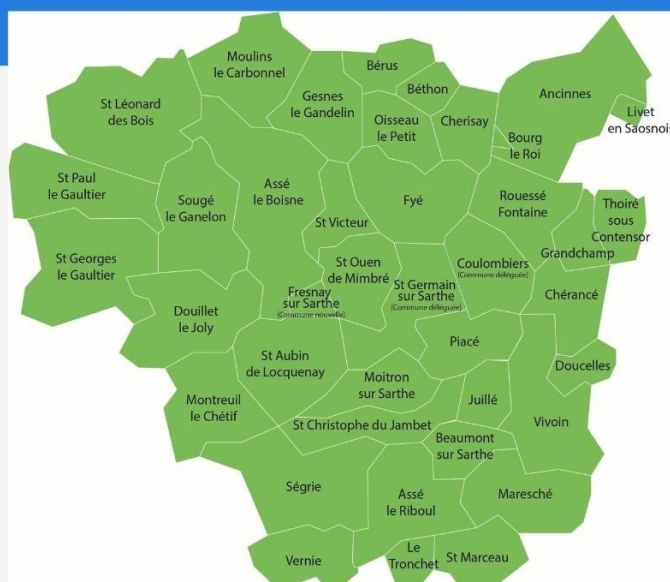 Moulins
le Carbonnel
Bérus
Béthon
Ancinnes
St Léonard
des Bois
Gesnes
le Gandelin
Oisseau
le Petit
Cherisay
Livet
en Saosnois
Bourg
le Roi
St Paul
le Gaultier
Sougé
le Ganelon
Assé
le Boisne
Fyé
Rouessé
Fontaine
Thoiré
sous
Contensor
St Victeur
Grandchamp
St Georges
le Gaultier
St Ouen
de Mimbré
St Germain
sur Sarthe
(Commune déléguée)
Coulombiers
(Commune déléguée)
Chérancé
Fresnay
sur Sarthe
(Commune nouvelle)
Douillet
le Joly
Piacé
St Aubin
de Locquenay
Doucelles
Moitron
sur Sarthe
Juillé
Montreuil
le Chétif
Vivoin
St Christophe du Jambet
Beaumont
sur Sarthe
Ségrie
Assé
le Riboul
Maresché
Vernie
Le
Tronchet
St Marceau